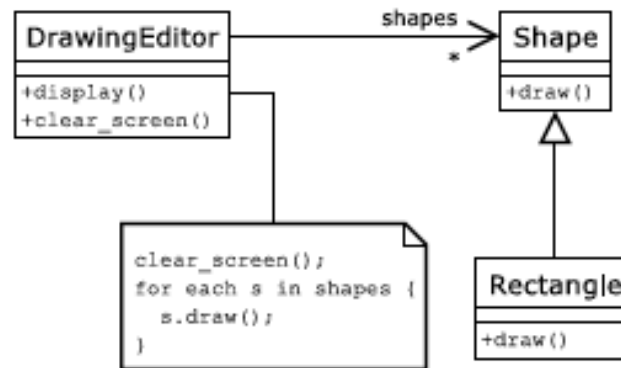 DrawingEditor
+display()
+clear_screen()
shapes
*
Shape
+draw()
clear_screen();
for each s in shapes {
s.draw();
}
Rectangle
+draw()